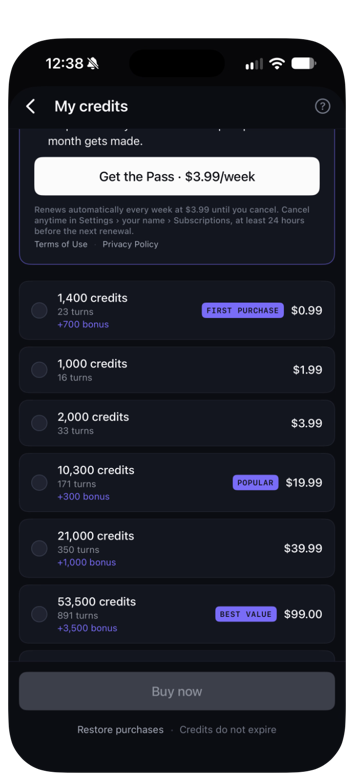 12:38
My credits
?
month gets made.
Get the Pass · $3.99/week
Renews automatically every week at $3.99 until you cancel. Cancel
anytime in Settings › your name › Subscriptions, at least 24 hours
before the next renewal.
Terms of Use · Privacy Policy
1,400 credits
23 turns
+700 bonus
FIRST PURCHASE
$0.99
1,000 credits
16 turns
$1.99
2,000 credits
33 turns
$3.99
10,300 credits
171 turns
+300 bonus
POPULAR
$19.99
21,000 credits
350 turns
+1,000 bonus
$39.99
53,500 credits
891 turns
+3,500 bonus
BEST VALUE
$99.00
Buy now
Restore purchases · Credits do not expire